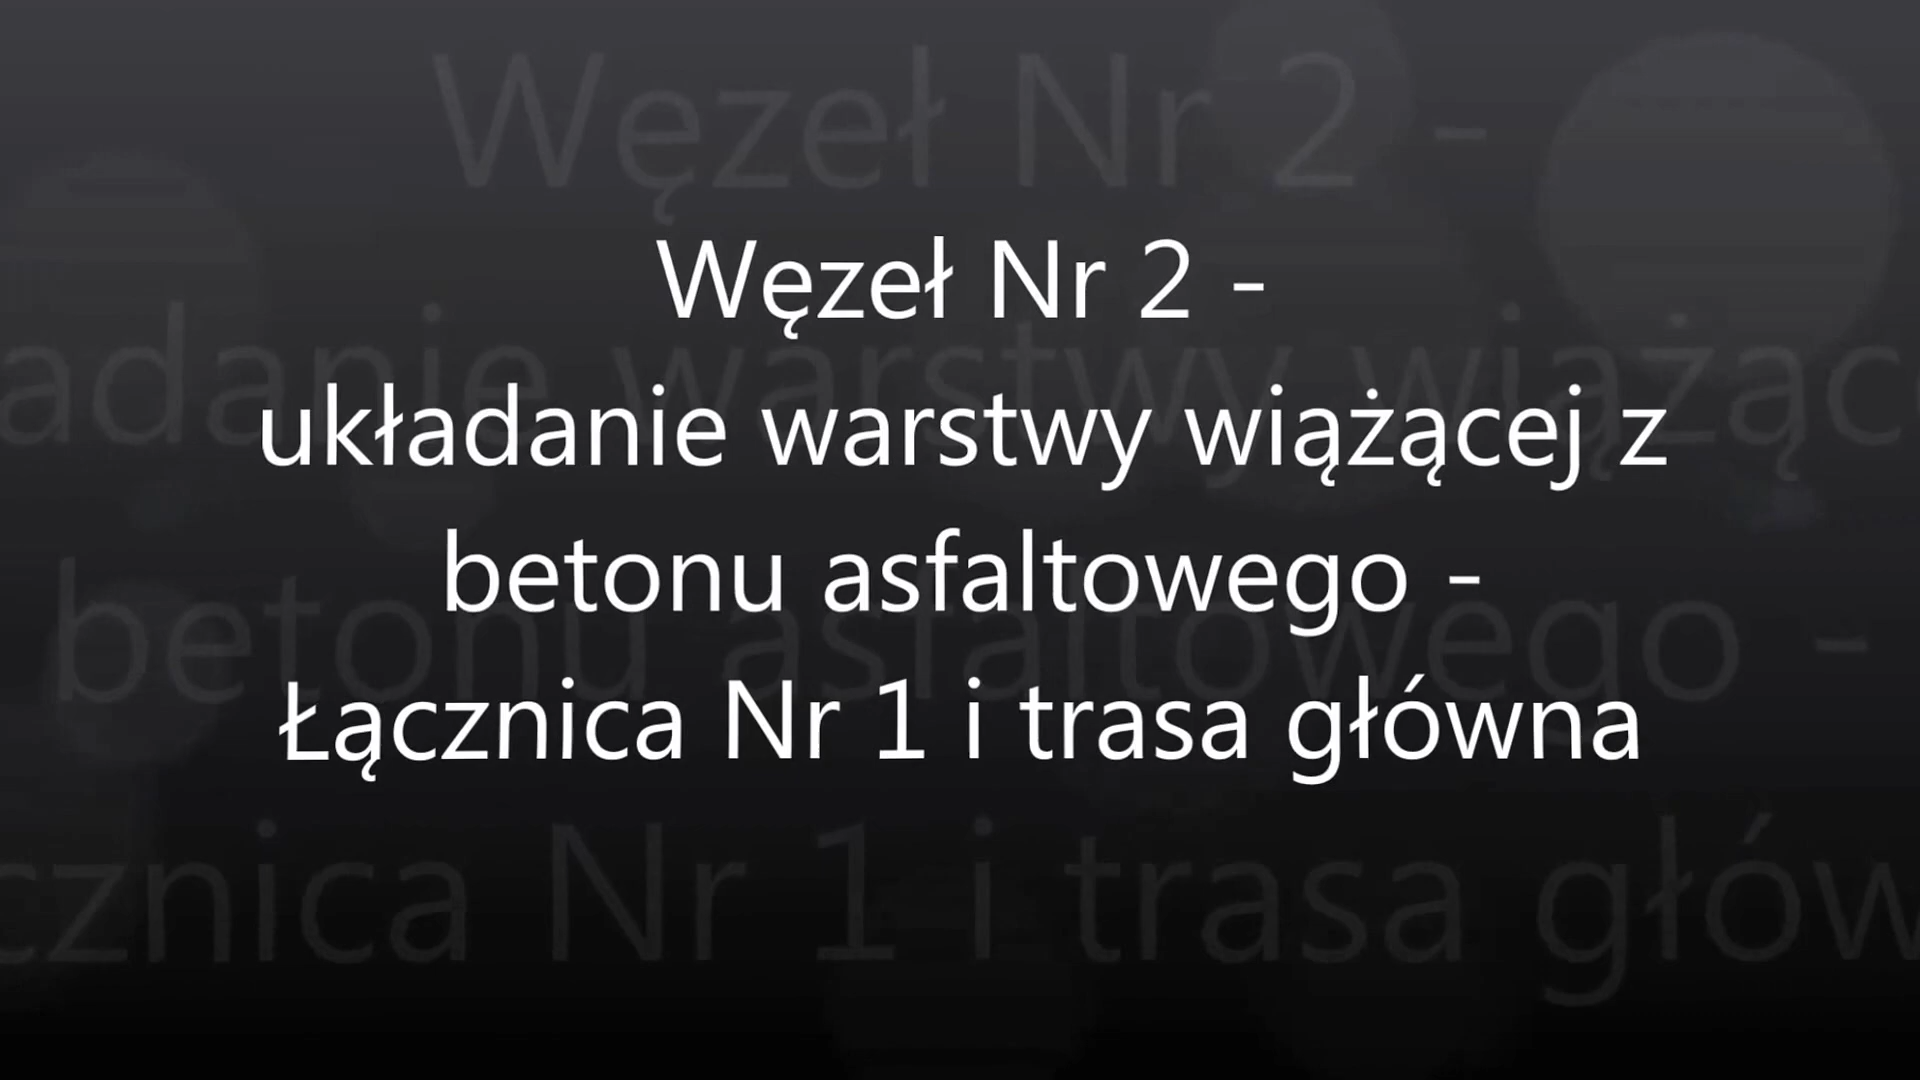 Węzeł Nr 2 -
układanie warstwy wiążącej z
betonu asfaltowego -
Łącznica Nr 1 i trasa główna